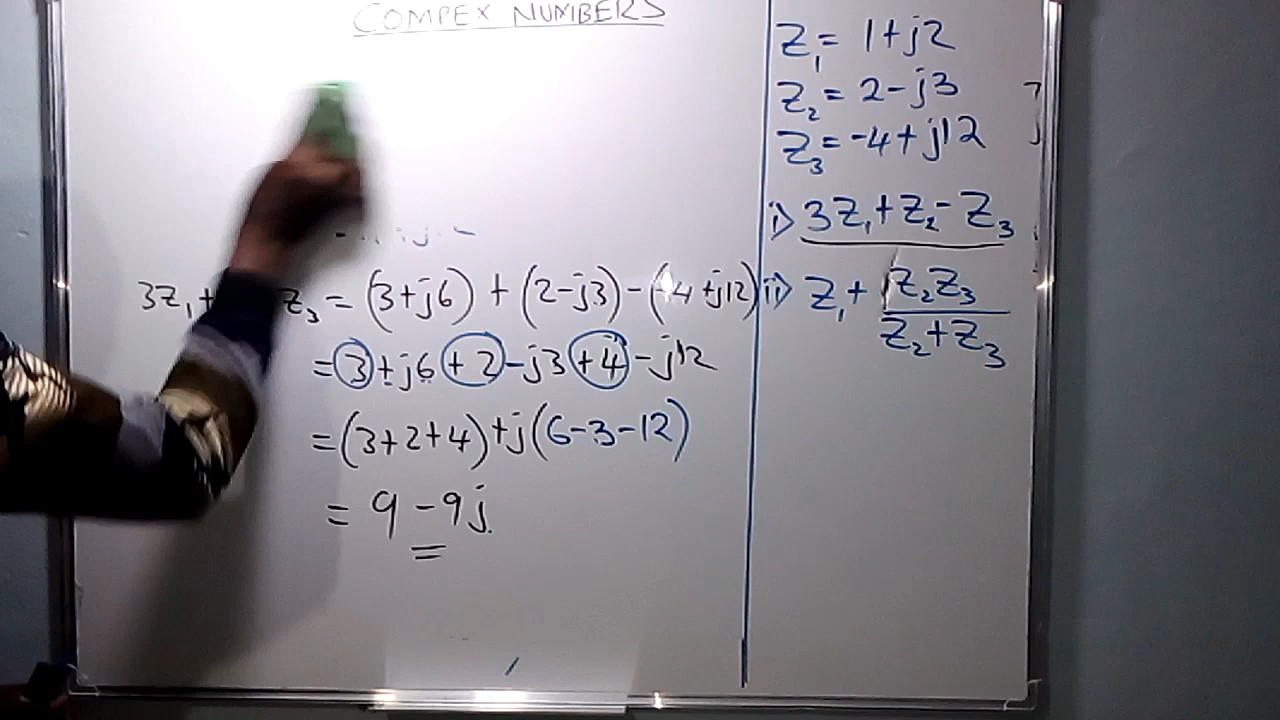 COMPEX NUMBERS
3Z₁+ Z₃ = (3+j6) + (2-j3) - (-4+j12)
= 3+j6+2-j3+4-j12
= (3+2+4)+j(6-3-12)
= 9-9j
Z₁ = 1+j2
Z₂ = 2-j3
Z₃ = -4+j12
i) 3Z₁+Z₂-Z₃
ii) Z₁ + Z₂Z₃
Z₂+Z₃